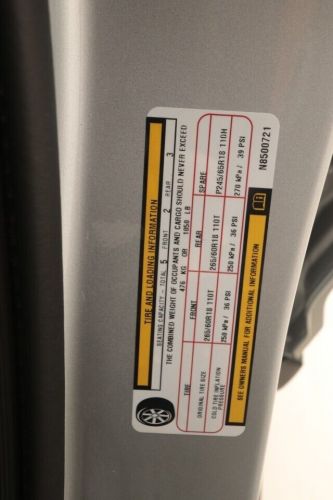 TIRE AND LOADING INFORMATION
SEATING CAPACITY - TOTAL 5 FRONT 2 REAR 3
THE COMBINED WEIGHT OF OCCUPANTS AND CARGO SHOULD NEVER EXCEED
476 KG OR 1050 LB
TIRE FRONT REAR SPARE
ORIGINAL TIRE SIZE 265/60R18 110T 265/60R18 110T P245/65R18 110H
COLD TIRE INFLATION PRESSURE 250 kPa / 36 PSI 250 kPa / 36 PSI 270 kPa / 39 PSI
SEE OWNERS MANUAL FOR ADDITIONAL INFORMATION
N8500721